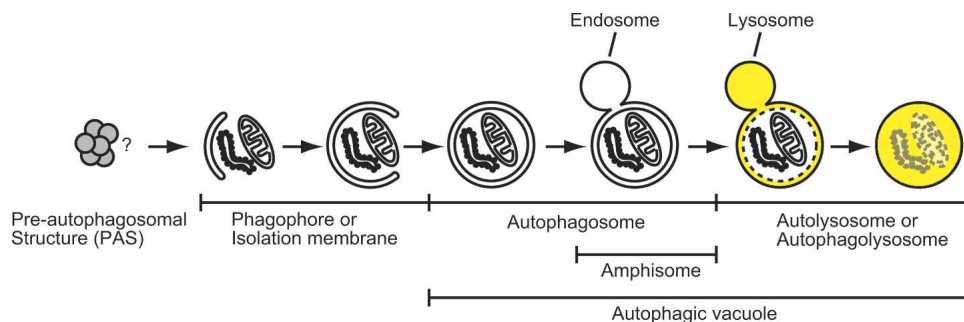 Endosome
Lysosome
?
Pre-autophagosomal
Structure (PAS)
Phagophore or
Isolation membrane
Autophagosome
Autolysosome or
Autophagolysosome
Amphisome
Autophagic vacuole